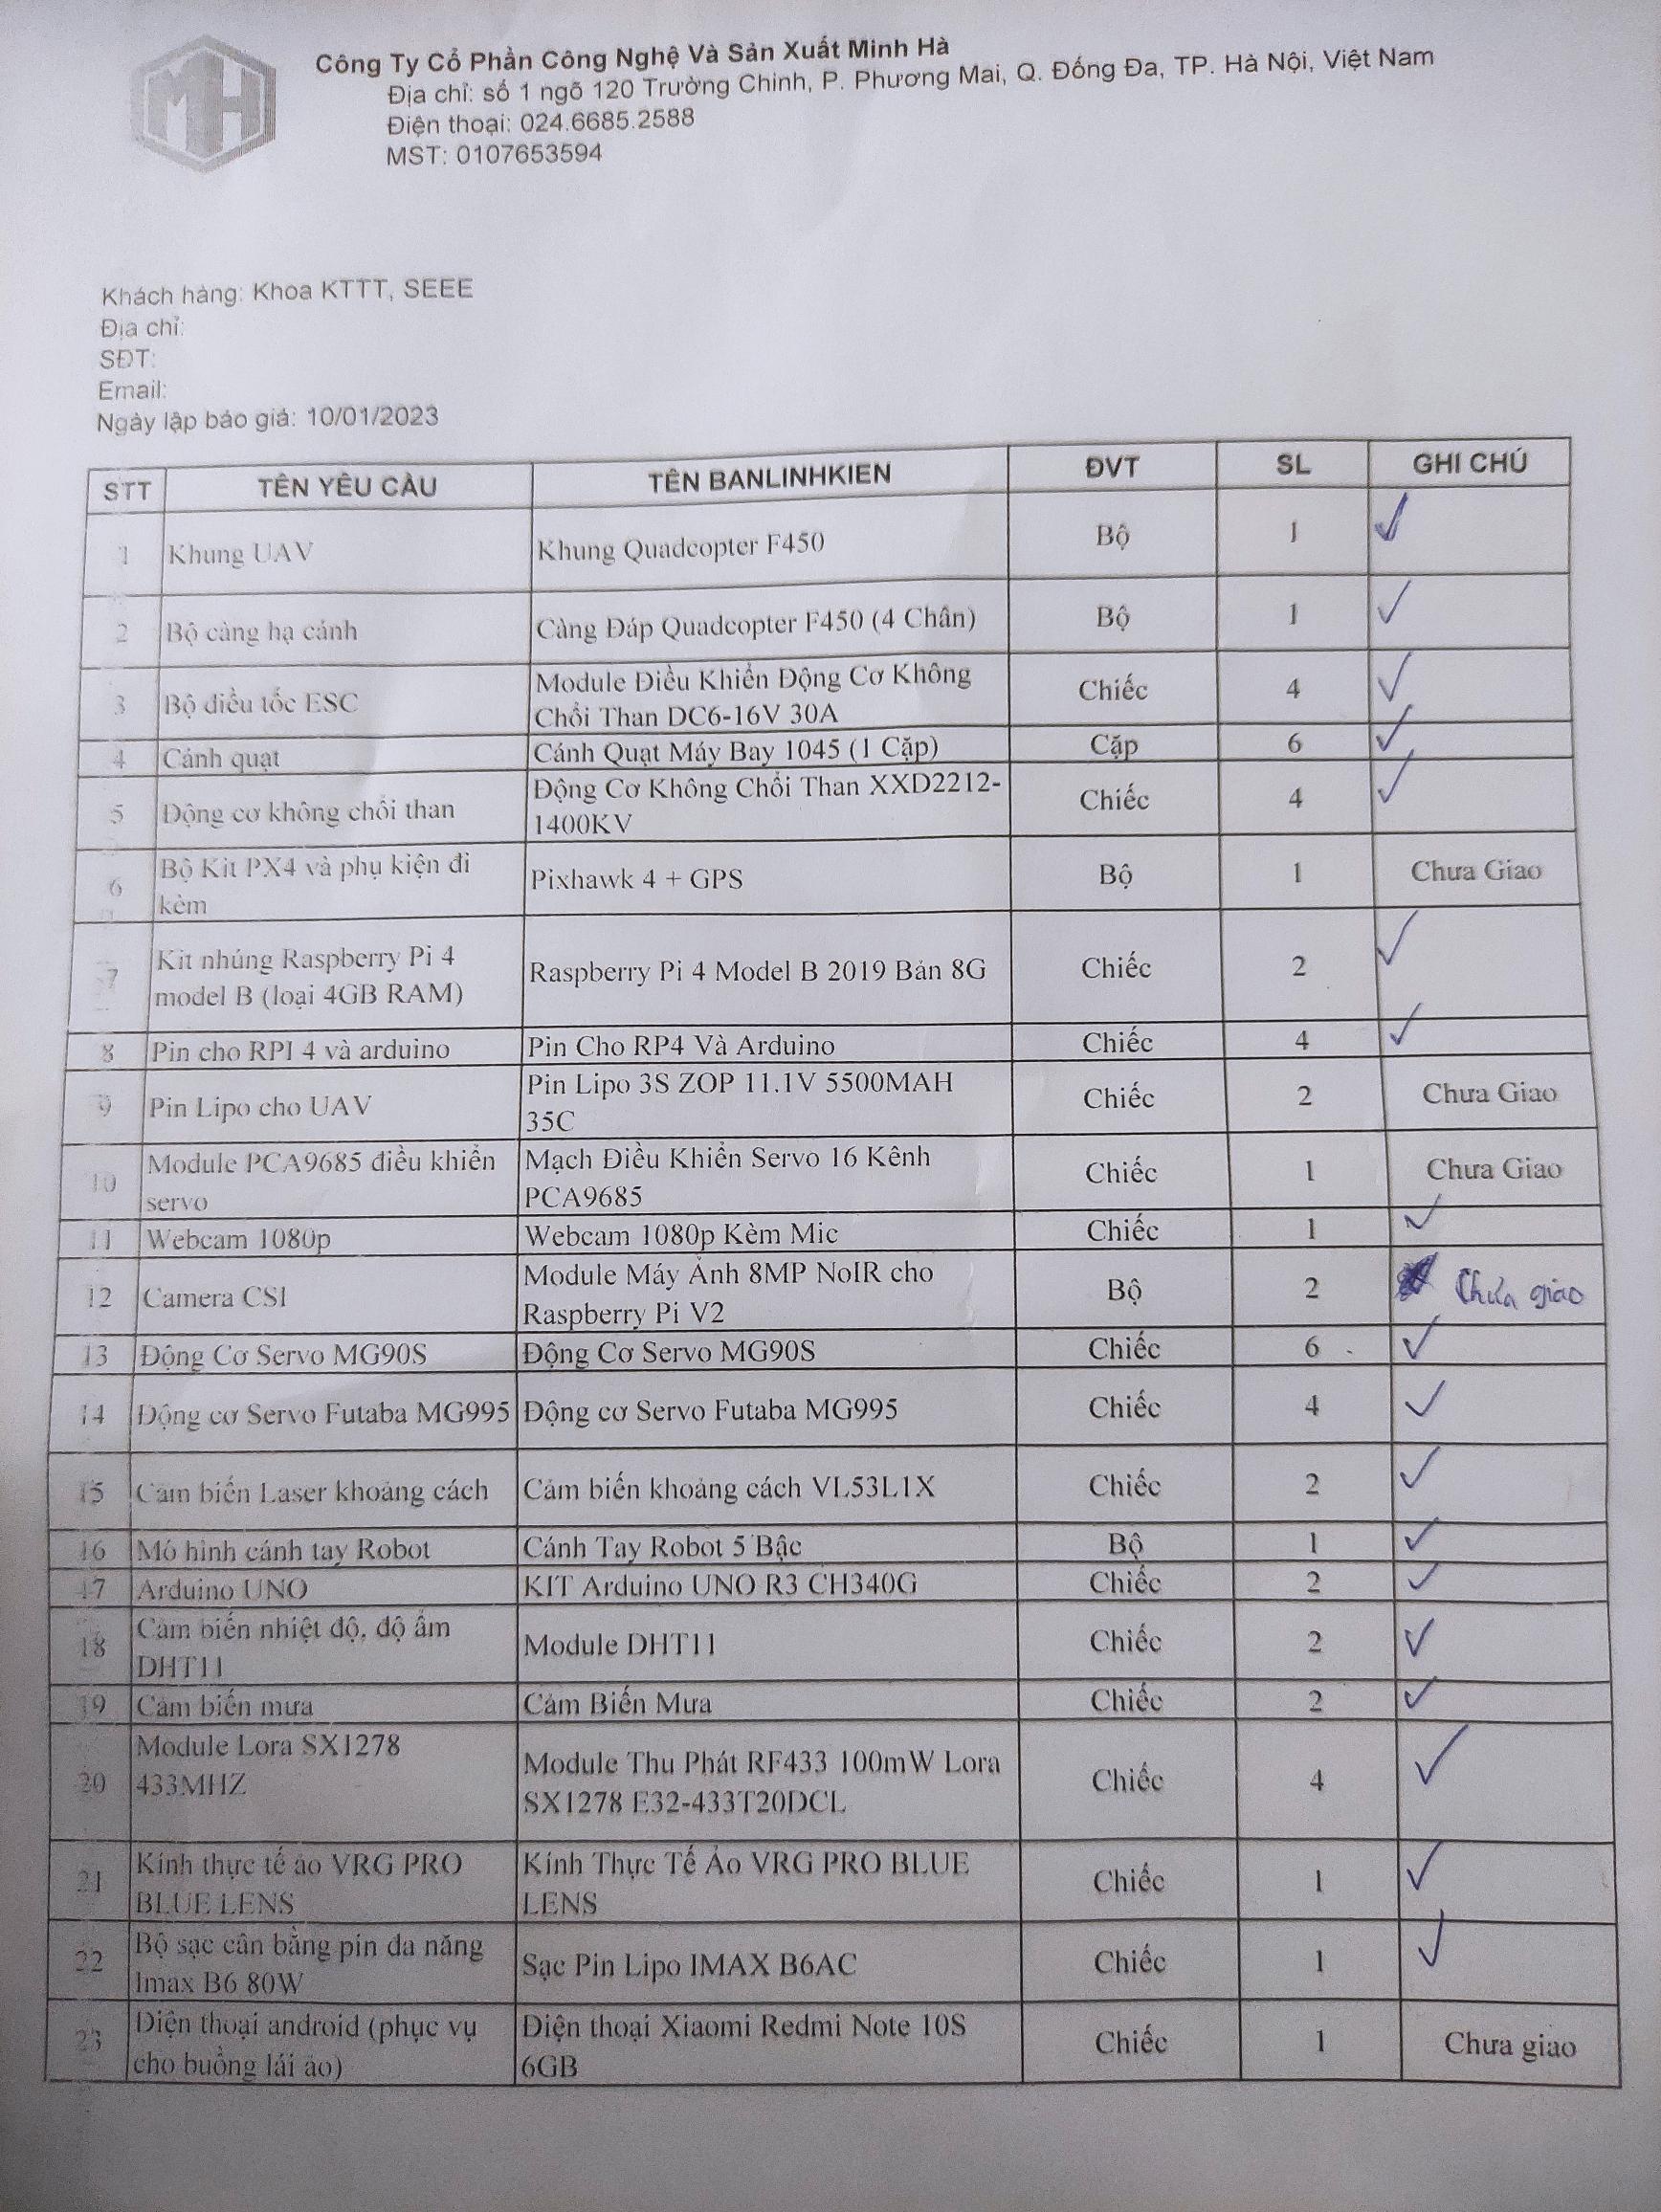 MH
Công Ty Cổ Phần Công Nghệ Và Sản Xuất Minh Hà
Địa chỉ: số 1 ngõ 120 Trường Chinh, P. Phương Mai, Q. Đống Đa, TP. Hà Nội, Việt Nam
Điện thoại: 024.6685.2588
MST: 0107653594
Khách hàng: Khoa KTTT, SEEE
Địa chỉ:
SĐT:
Email:
Ngày lập báo giá: 10/01/2023
STT TÊN YÊU CẦU TÊN BANLINHKIEN ĐVT SL GHI CHÚ
1 Khung UAV Khung Quadcopter F450 Bộ 1 ✓
2 Bộ càng hạ cánh Càng Đáp Quadcopter F450 (4 Chân) Bộ 1 ✓
3 Bộ điều tốc ESC Module Điều Khiển Động Cơ Không
Chổi Than DC6-16V 30A Chiếc 4 ✓
4 Cánh quạt Cánh Quạt Máy Bay 1045 (1 Cặp) Cặp 6 ✓
5 Động cơ không chổi than Động Cơ Không Chổi Than XXD2212-
1400KV Chiếc 4 ✓
6 Bộ Kit PX4 và phụ kiện đi
kèm Pixhawk 4 + GPS Bộ 1 Chưa Giao
7 Kit nhúng Raspberry Pi 4
model B (loại 4GB RAM) Raspberry Pi 4 Model B 2019 Bản 8G Chiếc 2 ✓
8 Pin cho RPI 4 và arduino Pin Cho RP4 Và Arduino Chiếc 4 ✓
9 Pin Lipo cho UAV Pin Lipo 3S ZOP 11.1V 5500MAH
35C Chiếc 2 Chưa Giao
10 Module PCA9685 điều khiển
servo Mạch Điều Khiển Servo 16 Kênh
PCA9685 Chiếc 1 Chưa Giao
11 Webcam 1080p Webcam 1080p Kèm Mic Chiếc 1 ✓
12 Camera CSI Module Máy Ảnh 8MP NoIR cho
Raspberry Pi V2 Bộ 2 Chưa giao
13 Động Cơ Servo MG90S Động Cơ Servo MG90S Chiếc 6 ✓
14 Động cơ Servo Futaba MG995 Động cơ Servo Futaba MG995 Chiếc 4 ✓
15 Cảm biến Laser khoảng cách Cảm biến khoảng cách VL53L1X Chiếc 2 ✓
16 Mô hình cánh tay Robot Cánh Tay Robot 5 Bậc Bộ 1 ✓
17 Arduino UNO KIT Arduino UNO R3 CH340G Chiếc 2 ✓
18 Cảm biến nhiệt độ, độ ẩm
DHT11 Module DHT11 Chiếc 2 ✓
19 Cảm biến mưa Cảm Biến Mưa Chiếc 2 ✓
20 Module Lora SX1278
433MHZ Module Thu Phát RF433 100mW Lora
SX1278 E32-433T20DCL Chiếc 4 ✓
21 Kính thực tế ảo VRG PRO
BLUE LENS Kính Thực Tế Ảo VRG PRO BLUE
LENS Chiếc 1 ✓
22 Bộ sạc cân bằng pin đa năng
Imax B6 80W Sạc Pin Lipo IMAX B6AC Chiếc 1 ✓
23 Điện thoại android (phục vụ
cho buồng lái ảo) Điện thoại Xiaomi Redmi Note 10S
6GB Chiếc 1 Chưa giao